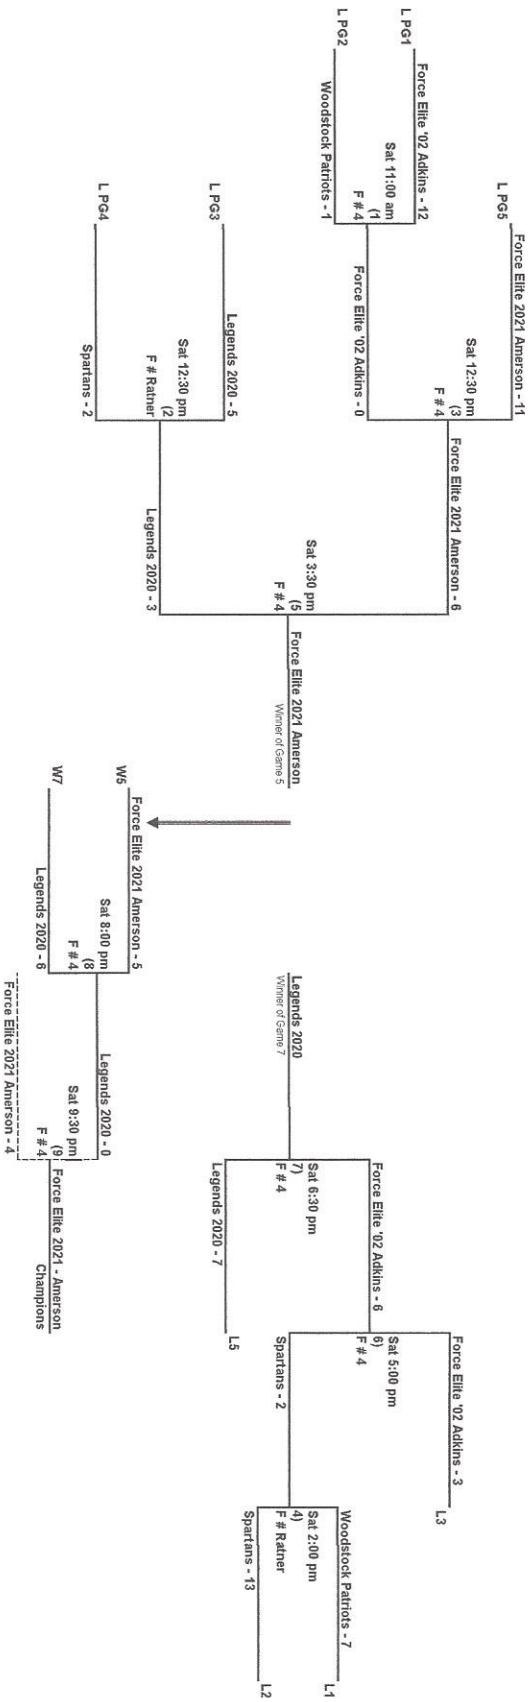 L PG5
Force Elite 2021 Amerson - 11
L PG1
Force Elite '02 Adkins - 12
Sat 11:00 am
(1
F # 4
L PG2
Woodstock Patriots - 1
Sat 12:30 pm
(3
F # 4
Force Elite '02 Adkins - 0
Force Elite 2021 Amerson - 6
L PG3
Legends 2020 - 5
Sat 12:30 pm
(2
F # Ratner
L PG4
Spartans - 2
Sat 3:30 pm
(5
F # 4
Legends 2020 - 3
Force Elite 2021 Amerson
Winner of Game 5
W5
Force Elite 2021 Amerson - 5
Sat 8:00 pm
(8
F # 4
W7
Legends 2020 - 6
Legends 2020 - 0
Sat 9:30 pm
(9
F # 4
Force Elite 2021 Amerson - 4
Force Elite 2021 - Amerson
Champions
Legends 2020
Winner of Game 7
Force Elite '02 Adkins - 6
Sat 6:30 pm
7)
F # 4
Legends 2020 - 7
L5
Force Elite '02 Adkins - 3
L3
Sat 5:00 pm
6)
F # 4
Spartans - 2
Woodstock Patriots - 7
L1
Sat 2:00 pm
4)
F # Ratner
Spartans - 13
L2